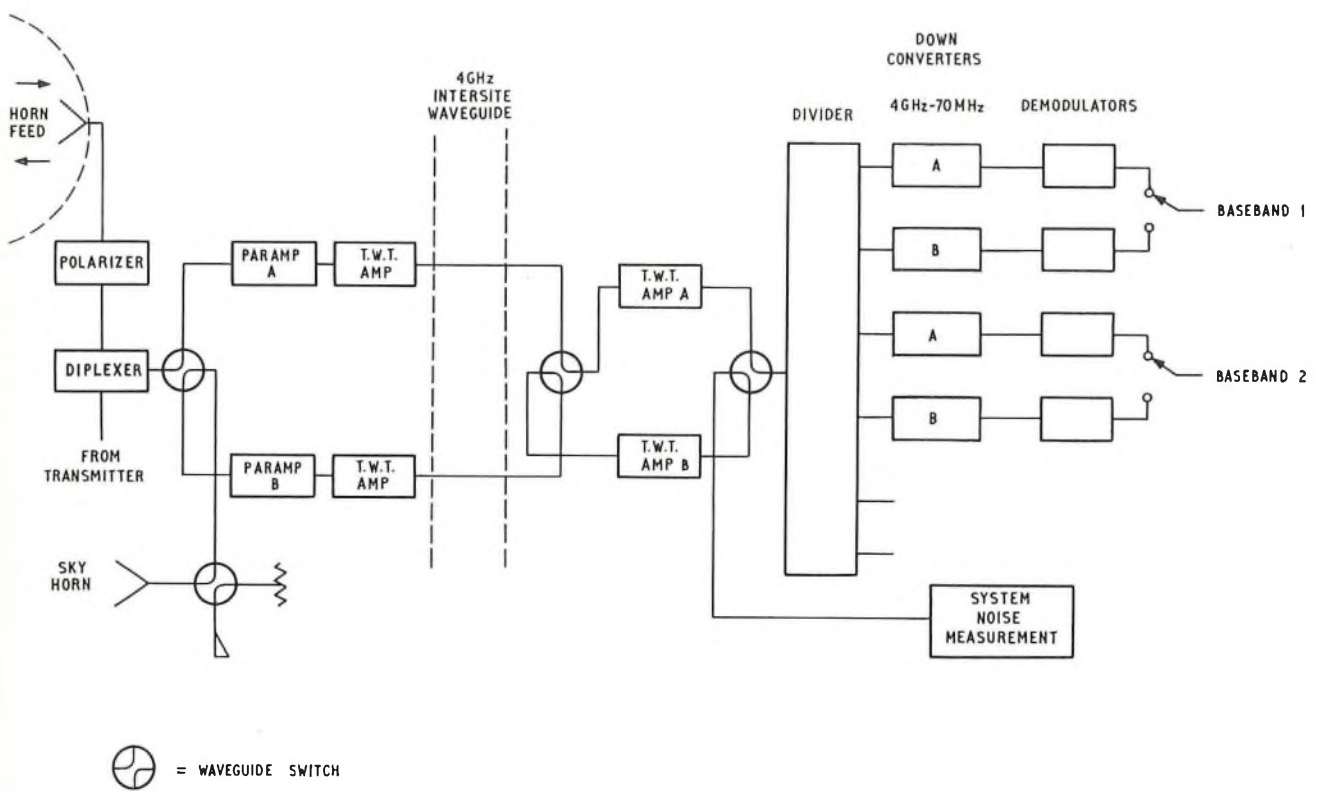 DOWN
CONVERTERS
4GHz
INTERSITE
WAVEGUIDE
HORN
FEED
DIVIDER
4GHz-70MHz
DEMODULATORS
A
BASEBAND 1
POLARIZER
PARAMP
A
T.W.T.
AMP
B
T.W.T.
AMP A
DIPLEXER
A
BASEBAND 2
FROM
TRANSMITTER
PARAMP
B
T.W.T.
AMP
T.W.T.
AMP B
B
SKY
HORN
SYSTEM
NOISE
MEASUREMENT
= WAVEGUIDE SWITCH